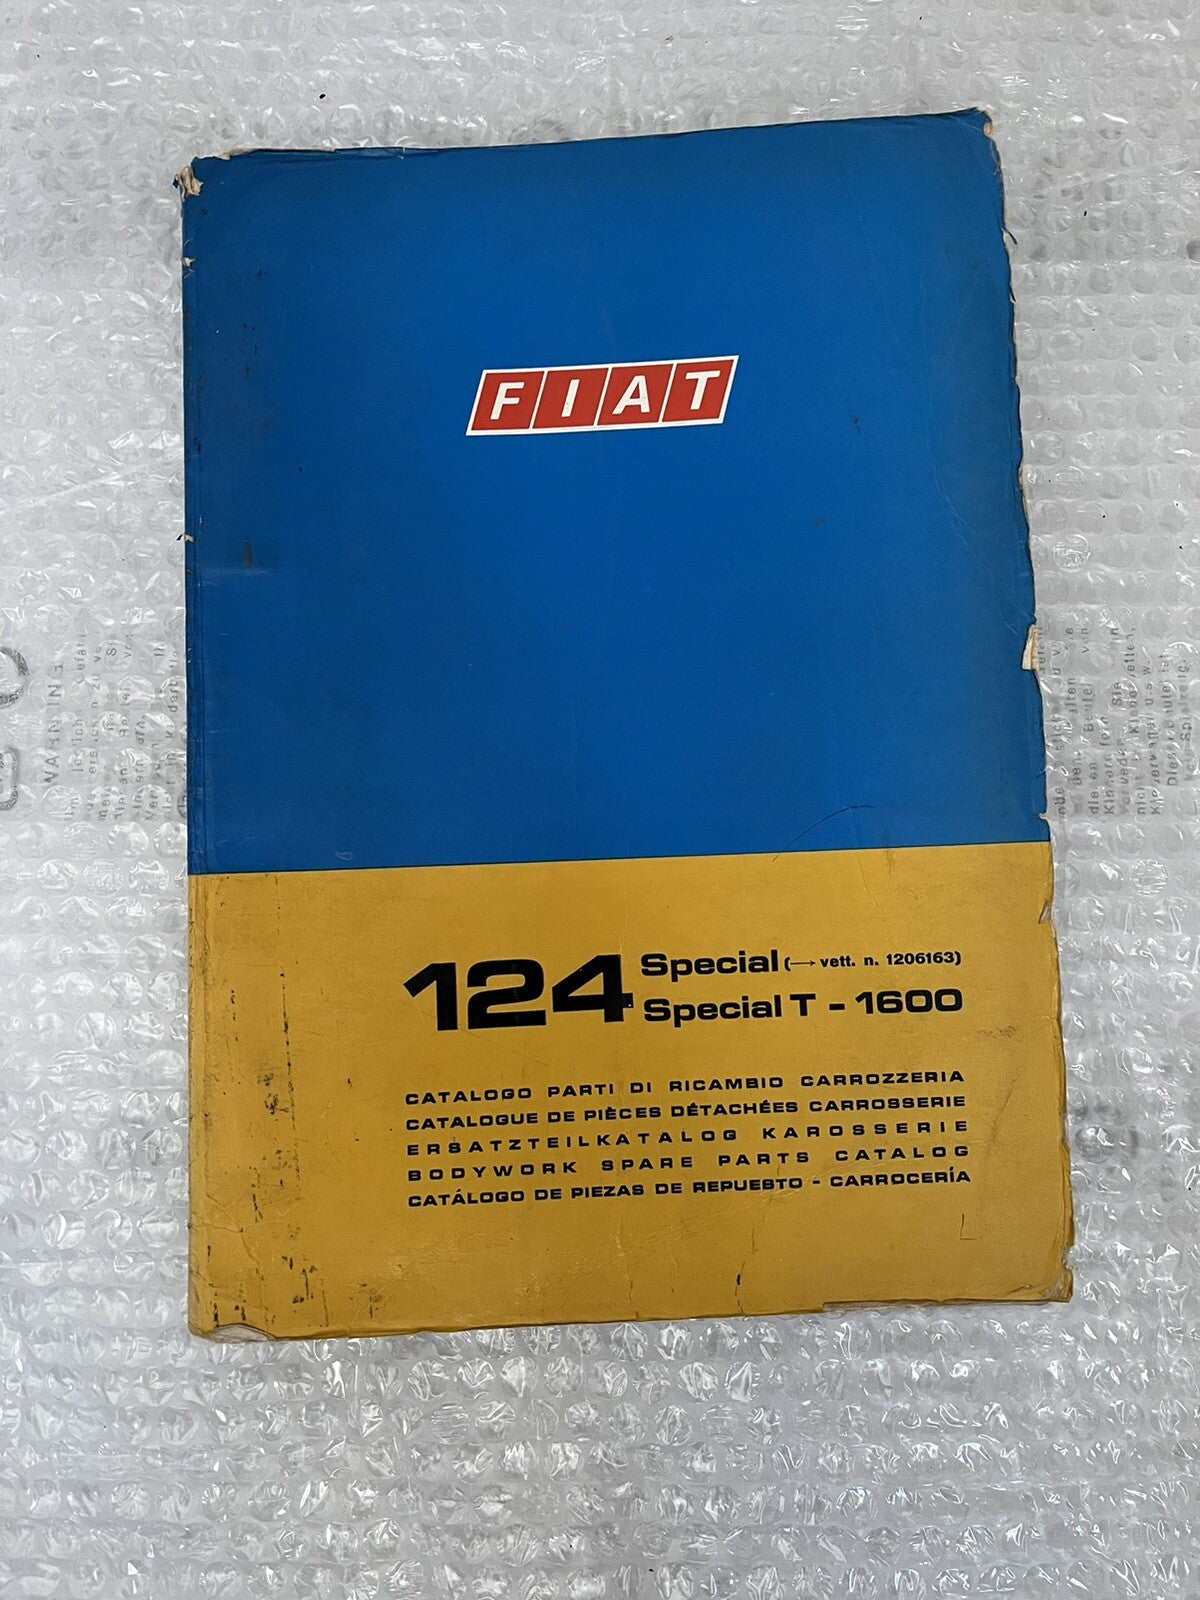 FIAT
124 Special (→ vett. n. 1206163)
Special T - 1600
CATALOGO PARTI DI RICAMBIO CARROZZERIA
CATALOGUE DE PIÈCES DÉTACHÉES CARROSSERIE
ERSATZTEILKATALOG KAROSSERIE
BODYWORK SPARE PARTS CATALOG
CATÁLOGO DE PIEZAS DE REPUESTO - CARROCERÍA